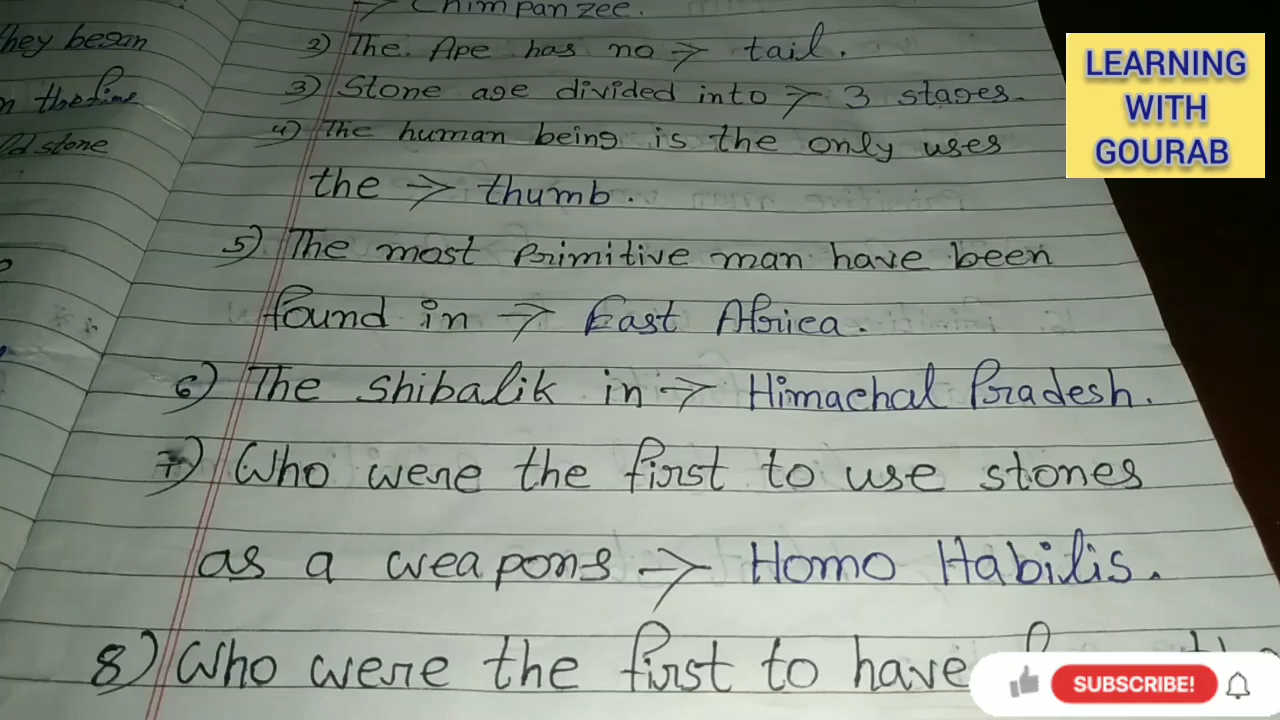 they began
Chimpanzee.
2) The Ape has no → tail.
3) Stone age divided into → 3 stages.
4) The human being is the only uses
the → thumb.
5) The most Primitive man have been
found in → East Africa.
6) The Shibalik in → Himachal Pradesh.
7) Who were the first to use stones
as a weapons → Homo Habilis.
8) Who were the first to have
stone
LEARNING
WITH
GOURAB
SUBSCRIBE!